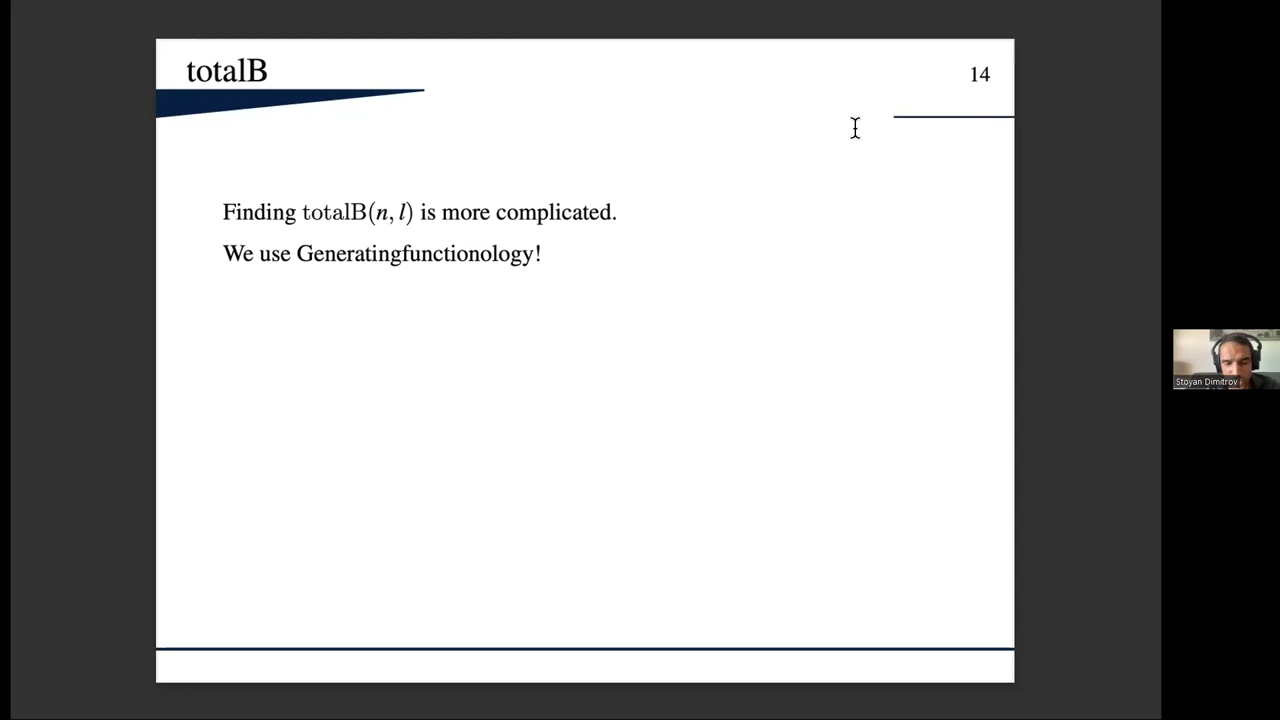 totalB
14
Finding totalB(n, l) is more complicated.
We use Generatingfunctionology!
Stoyan Dimitrov